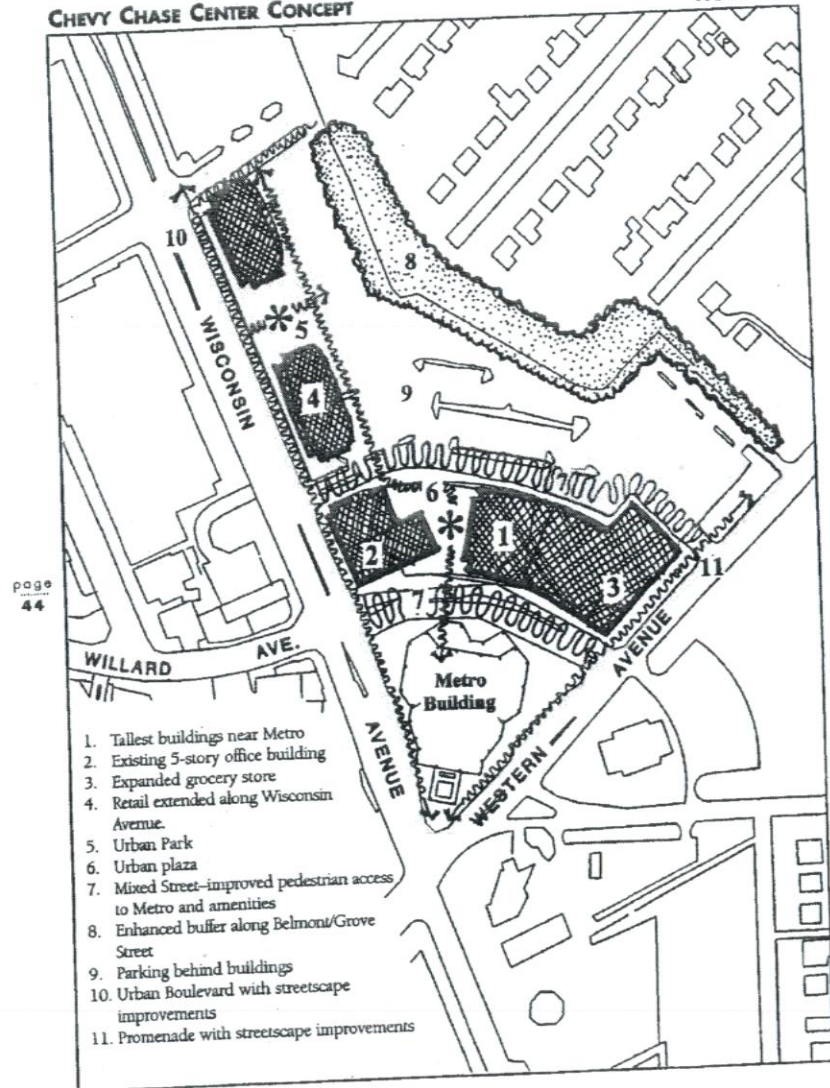 CHEVY CHASE CENTER CONCEPT
8
10
WISCONSIN
5
4
9
6
1
2
3
11
7
page
44
WILLARD AVE.
Metro
Building
AVENUE
AVENUE
WESTERN
1. Tallest buildings near Metro
2. Existing 5-story office building
3. Expanded grocery store
4. Retail extended along Wisconsin
Avenue.
5. Urban Park
6. Urban plaza
7. Mixed Street–improved pedestrian access
to Metro and amenities
8. Enhanced buffer along Belmont/Grove
Street
9. Parking behind buildings
10. Urban Boulevard with streetscape
improvements
11. Promenade with streetscape improvements